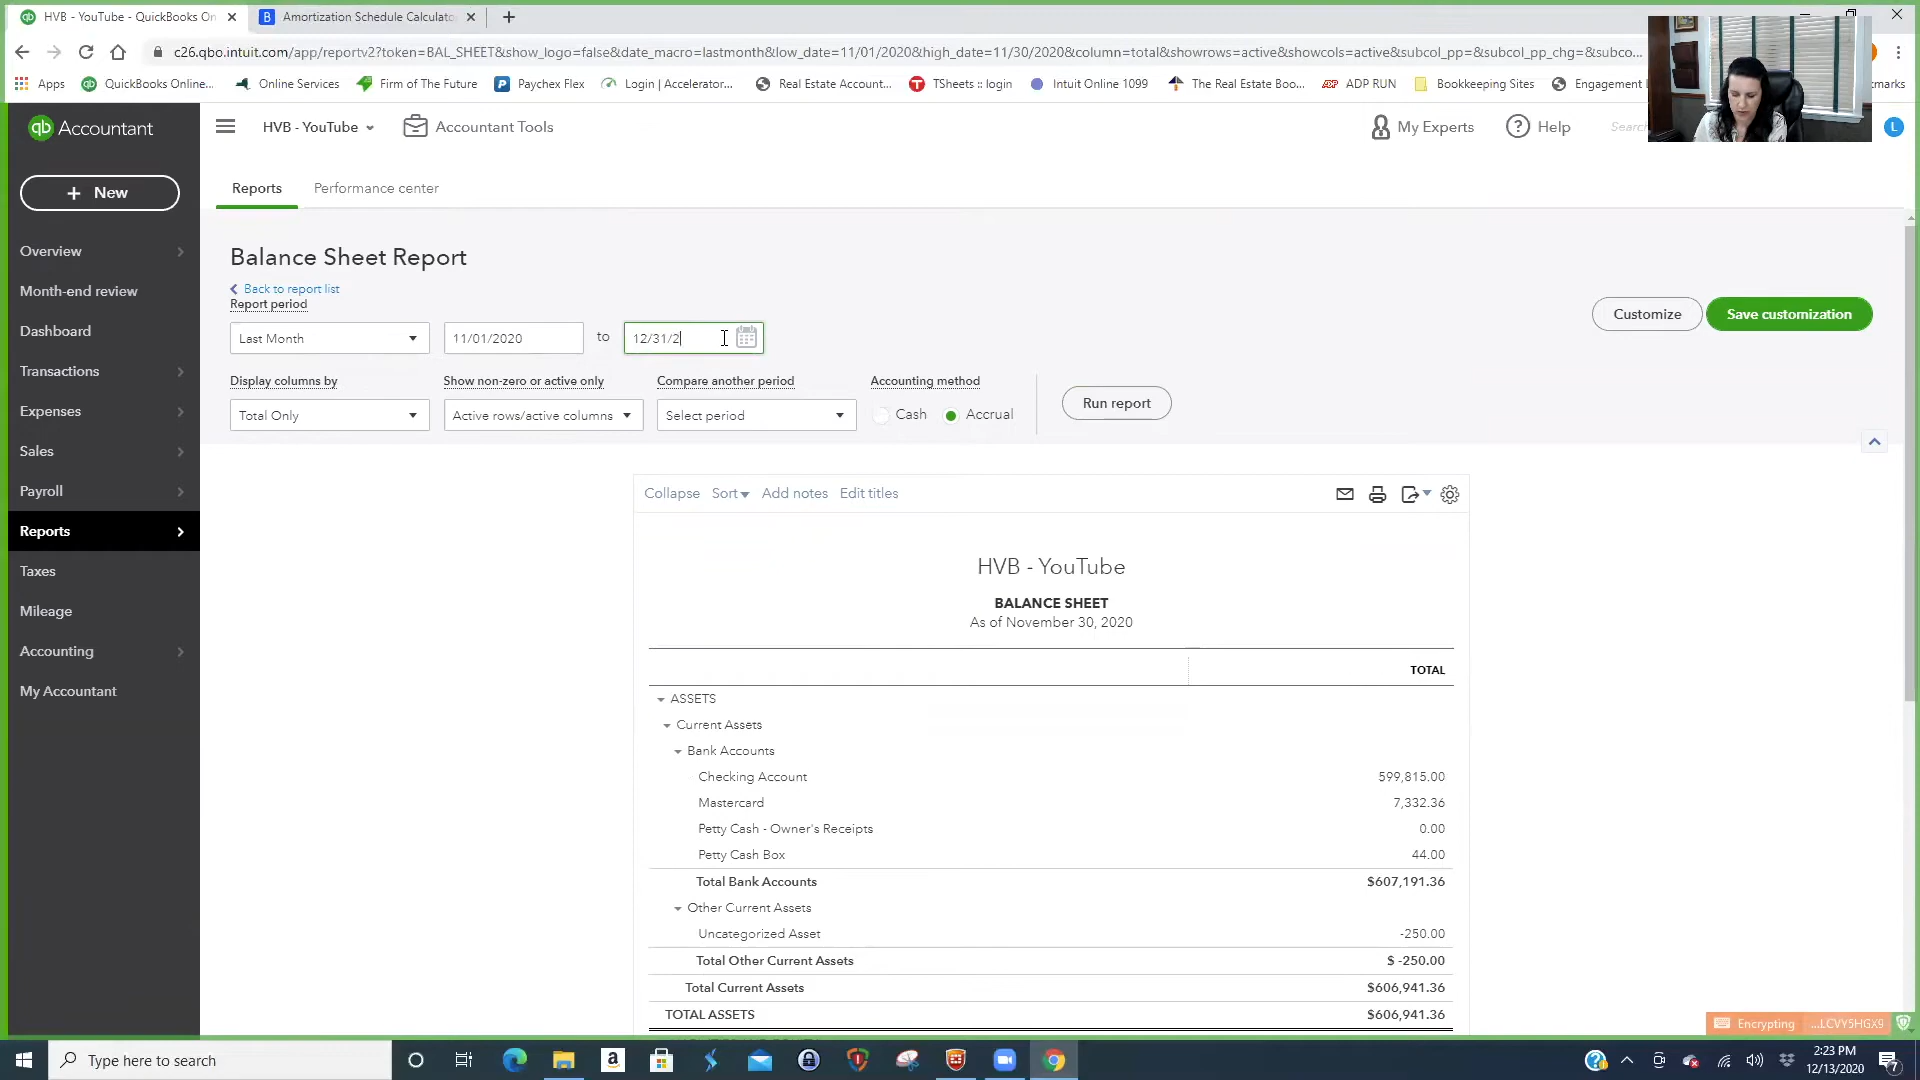 HVB - YouTube - QuickBooks On
Amortization Schedule Calculato
c26.qbo.intuit.com/app/reportv2?token=BAL_SHEET&show_logo=false&date_macro=lastmonth&low_date=11/01/2020&high_date=11/30/2020&column=total&showrows=active&showcols=active&subcol_pp=&subcol_pp_chg=&subco...
Apps
QuickBooks Online...
Online Services
Firm of The Future
Paychex Flex
Login | Accelerator...
Real Estate Account...
TSheets :: login
Intuit Online 1099
The Real Estate Boo...
ADP RUN
Bookkeeping Sites
Engagement
marks
qb Accountant
HVB - YouTube
Accountant Tools
My Experts
Help
Search
L
+ New
Overview
Month-end review
Dashboard
Transactions
Expenses
Sales
Payroll
Reports
Taxes
Mileage
Accounting
My Accountant
Reports
Performance center
Balance Sheet Report
Back to report list
Report period
Last Month
11/01/2020
to
12/31/2
Customize
Save customization
Display columns by
Show non-zero or active only
Compare another period
Accounting method
Total Only
Active rows/active columns
Select period
Cash
Accrual
Run report
Collapse
Sort
Add notes
Edit titles
HVB - YouTube
BALANCE SHEET
As of November 30, 2020
TOTAL
ASSETS
Current Assets
Bank Accounts
Checking Account 599,815.00
Mastercard 7,332.36
Petty Cash - Owner's Receipts 0.00
Petty Cash Box 44.00
Total Bank Accounts $607,191.36
Other Current Assets
Uncategorized Asset -250.00
Total Other Current Assets $ -250.00
Total Current Assets $606,941.36
TOTAL ASSETS $606,941.36
Encrypting
...LCVY5HGX9
Type here to search
2:23 PM
12/13/2020
7